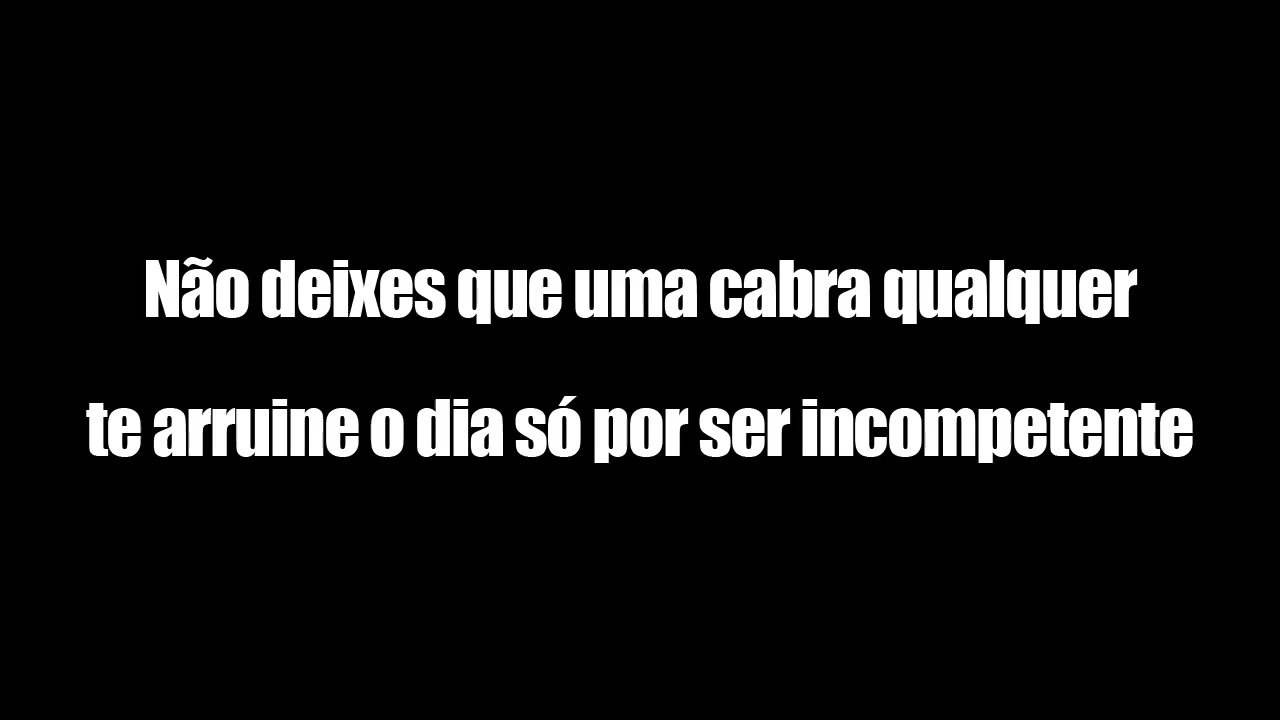 Não deixes que uma cabra qualquer
te arruine o dia só por ser incompetente